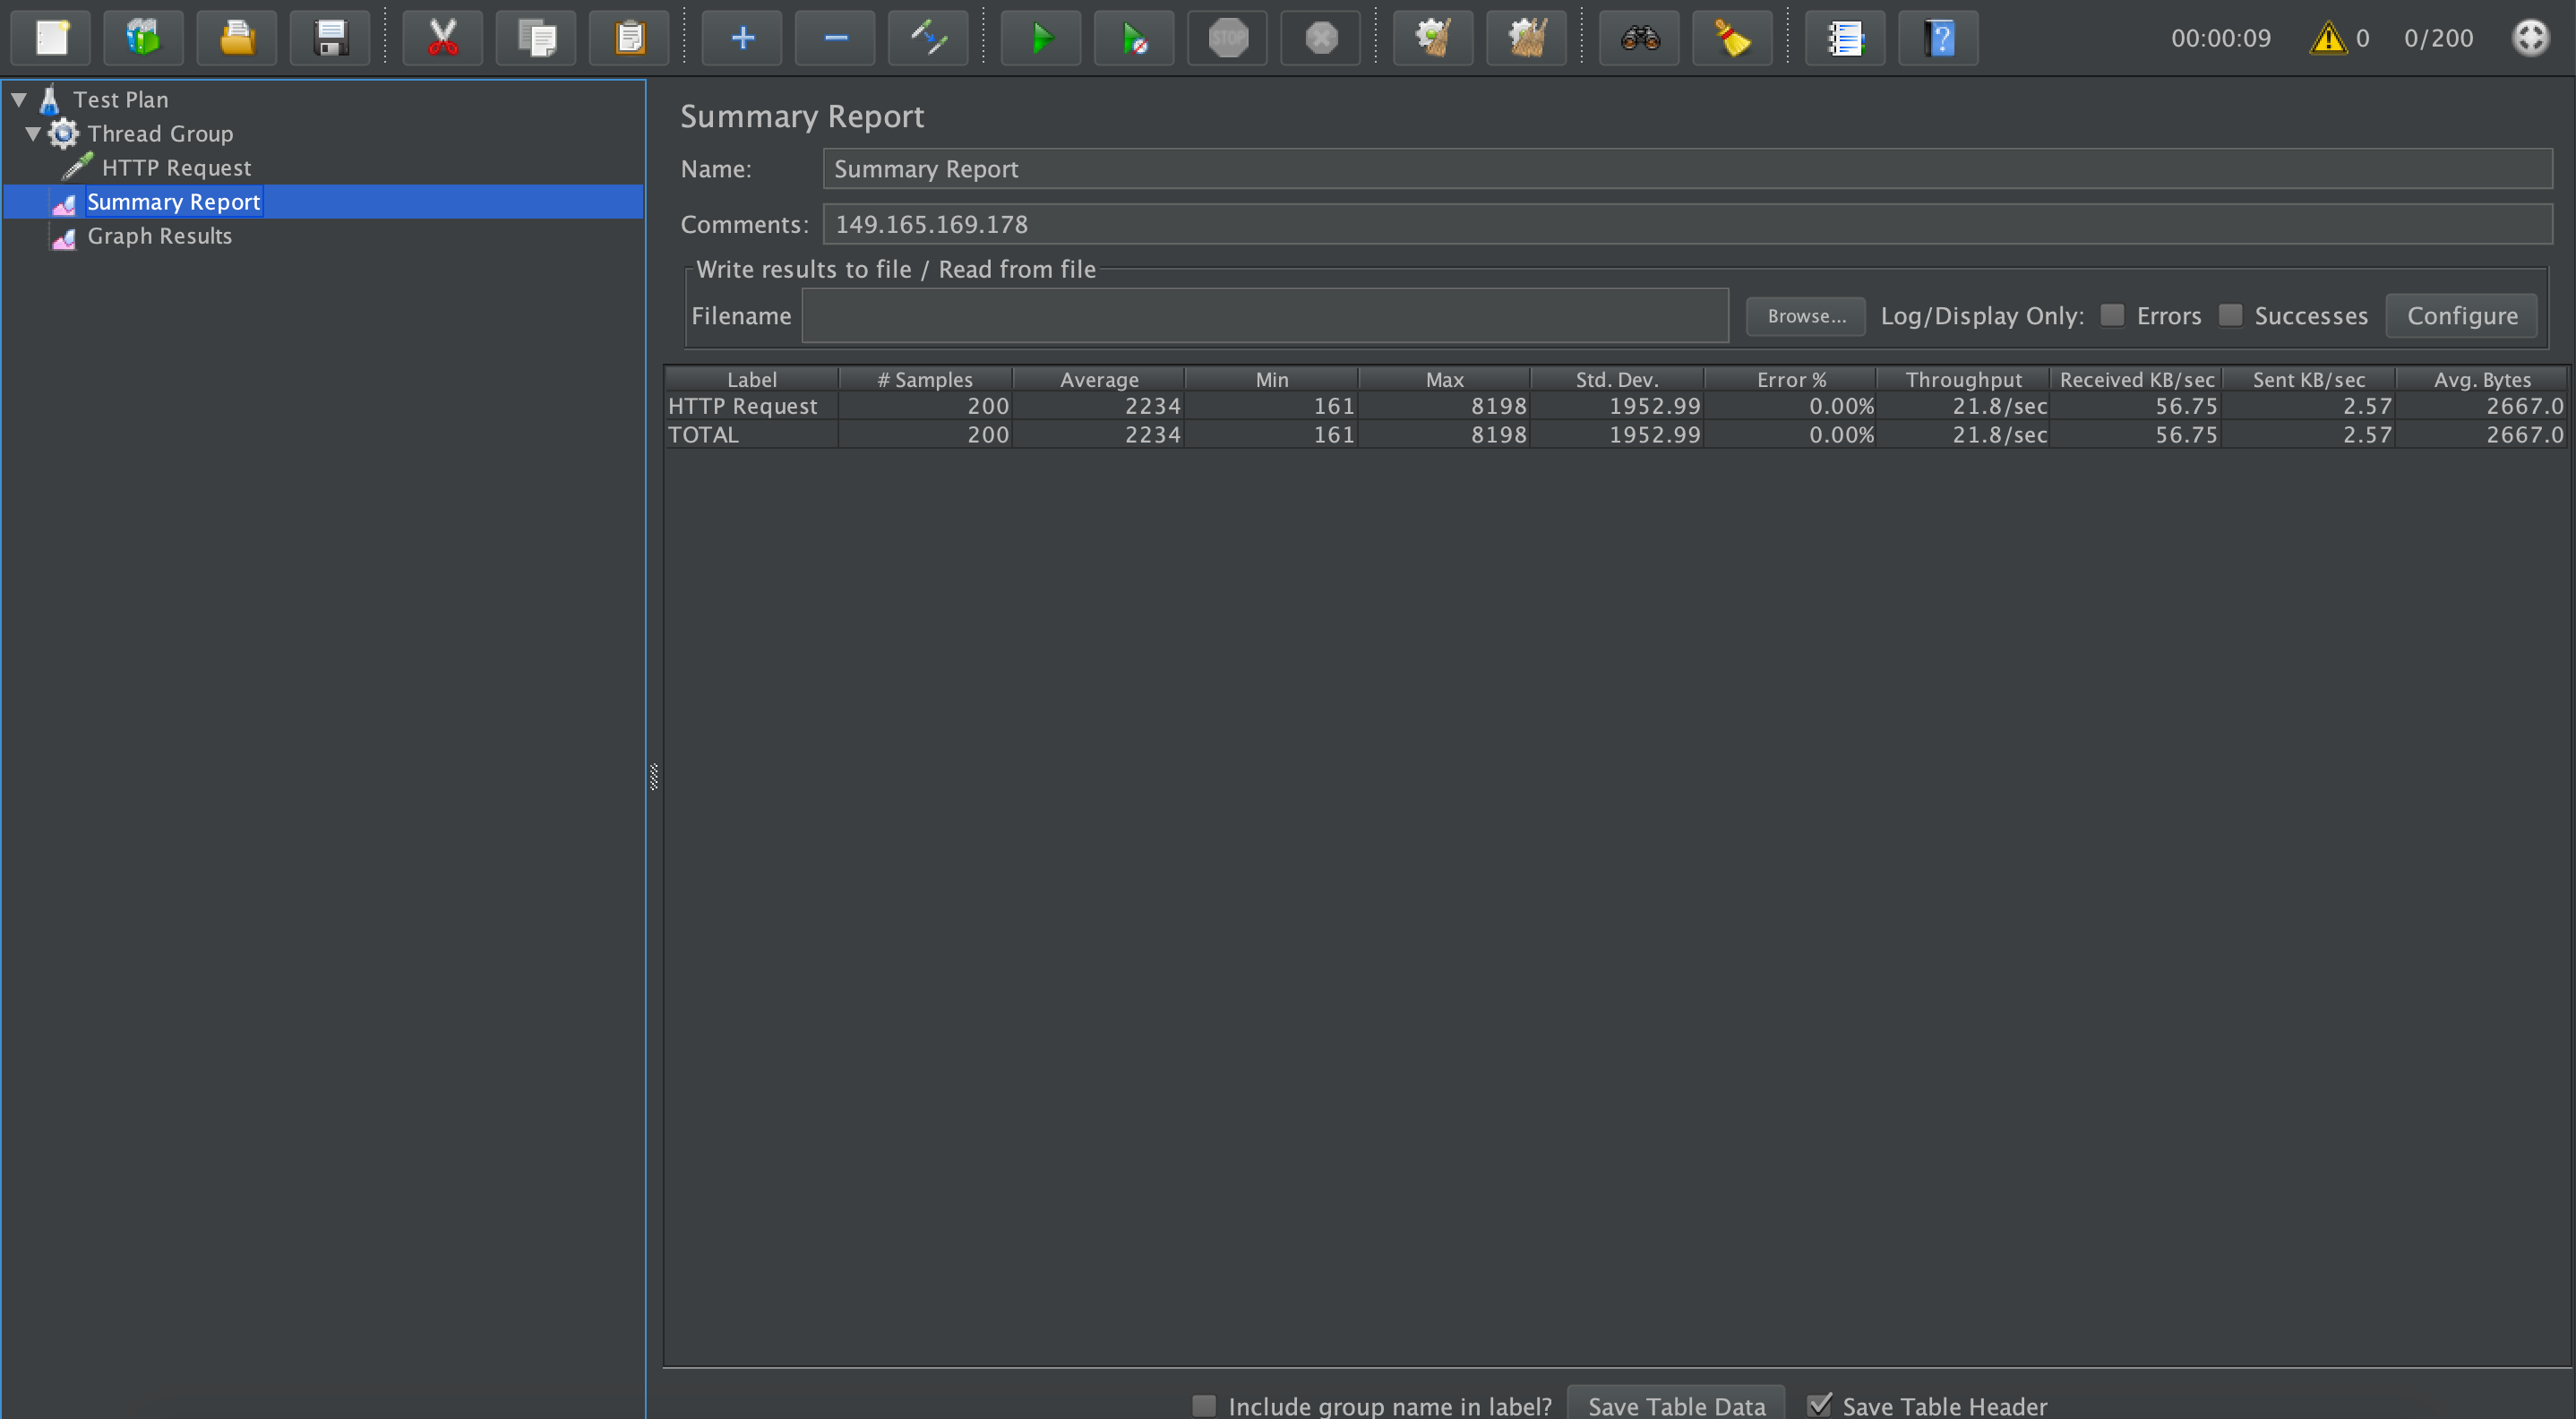 00:00:09 0 0/200
Test Plan
Thread Group
HTTP Request
Summary Report
Graph Results
Summary Report
Name: Summary Report
Comments: 149.165.169.178
Write results to file / Read from file
Filename Browse... Log/Display Only: Errors Successes Configure
Label # Samples Average Min Max Std. Dev. Error % Throughput Received KB/sec Sent KB/sec Avg. Bytes
HTTP Request 200 2234 161 8198 1952.99 0.00% 21.8/sec 56.75 2.57 2667.0
TOTAL 200 2234 161 8198 1952.99 0.00% 21.8/sec 56.75 2.57 2667.0
Include group name in label? Save Table Data Save Table Header